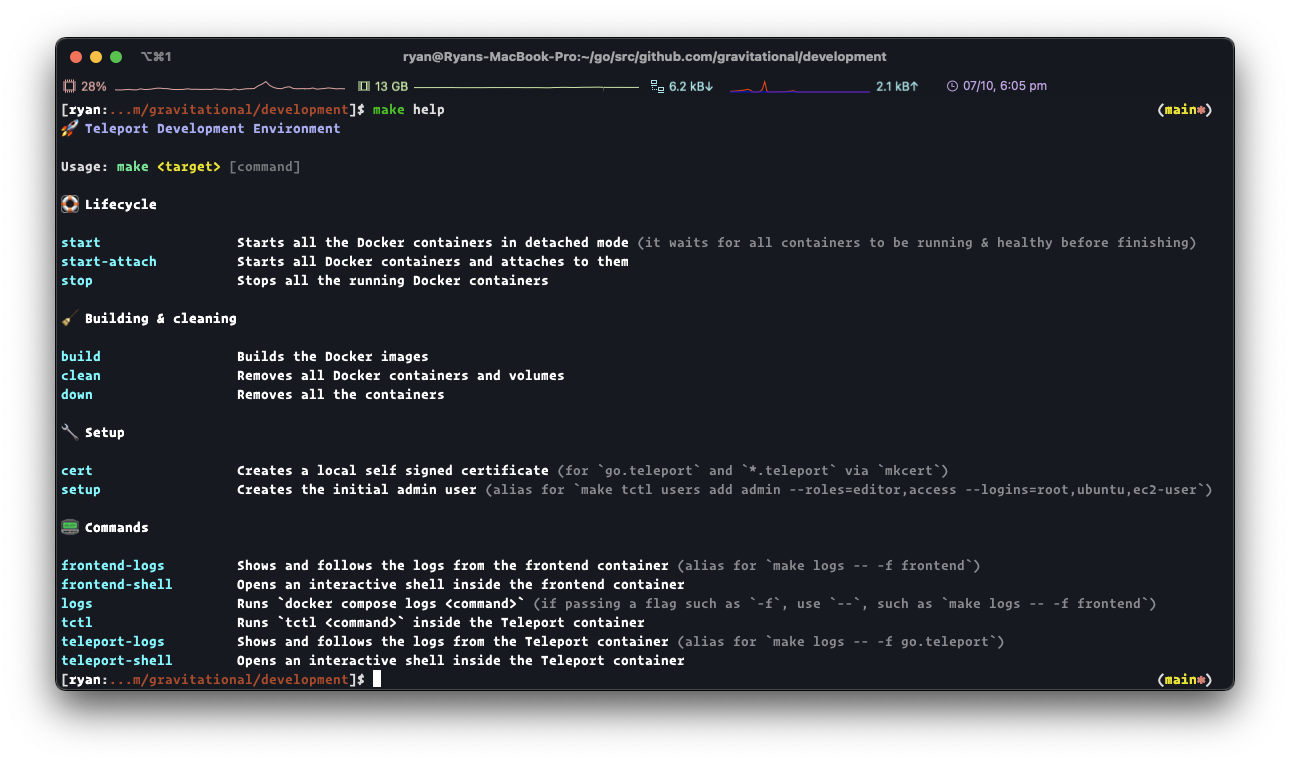 ⌥⌘1 ryan@Ryans-MacBook-Pro:~/go/src/github.com/gravitational/development
28% 13 GB 6.2 kB↓ 2.1 kB↑ 07/10, 6:05 pm
[ryan:...m/gravitational/development]$ make help (main*)
🚀 Teleport Development Environment
Usage: make <target> [command]
🛟 Lifecycle
start Starts all the Docker containers in detached mode (it waits for all containers to be running & healthy before finishing)
start-attach Starts all Docker containers and attaches to them
stop Stops all the running Docker containers
🧹 Building & cleaning
build Builds the Docker images
clean Removes all Docker containers and volumes
down Removes all the containers
🔧 Setup
cert Creates a local self signed certificate (for `go.teleport` and `*.teleport` via `mkcert`)
setup Creates the initial admin user (alias for `make tctl users add admin --roles=editor,access --logins=root,ubuntu,ec2-user`)
📟 Commands
frontend-logs Shows and follows the logs from the frontend container (alias for `make logs -- -f frontend`)
frontend-shell Opens an interactive shell inside the frontend container
logs Runs `docker compose logs <command>` (if passing a flag such as `-f`, use `--`, such as `make logs -- -f frontend`)
tctl Runs `tctl <command>` inside the Teleport container
teleport-logs Shows and follows the logs from the Teleport container (alias for `make logs -- -f go.teleport`)
teleport-shell Opens an interactive shell inside the Teleport container
[ryan:...m/gravitational/development]$ (main*)